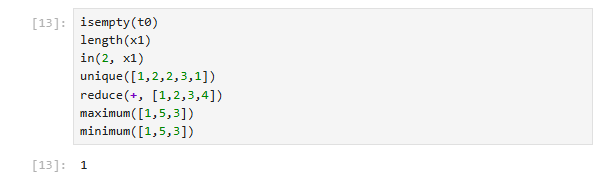 [13]: isempty(t0)
length(x1)
in(2, x1)
unique([1,2,2,3,1])
reduce(+, [1,2,3,4])
maximum([1,5,3])
minimum([1,5,3])
[13]: 1